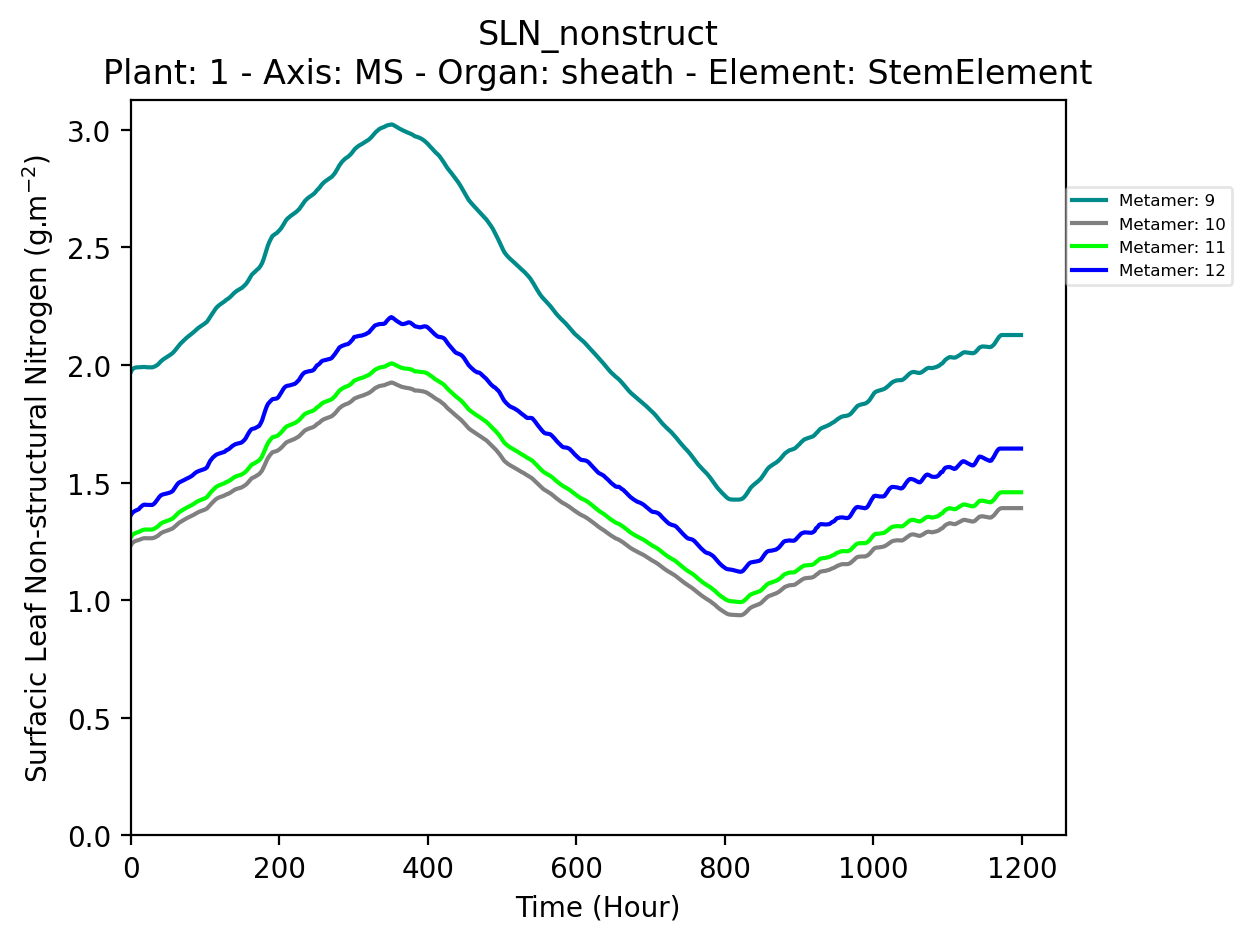 SLN_nonstruct
Plant: 1 - Axis: MS - Organ: sheath - Element: StemElement
Surfacic Leaf Non-structural Nitrogen (g.m⁻²)
3.0
2.5
2.0
1.5
1.0
0.5
0.0
0 200 400 600 800 1000 1200
Time (Hour)
Metamer: 9
Metamer: 10
Metamer: 11
Metamer: 12